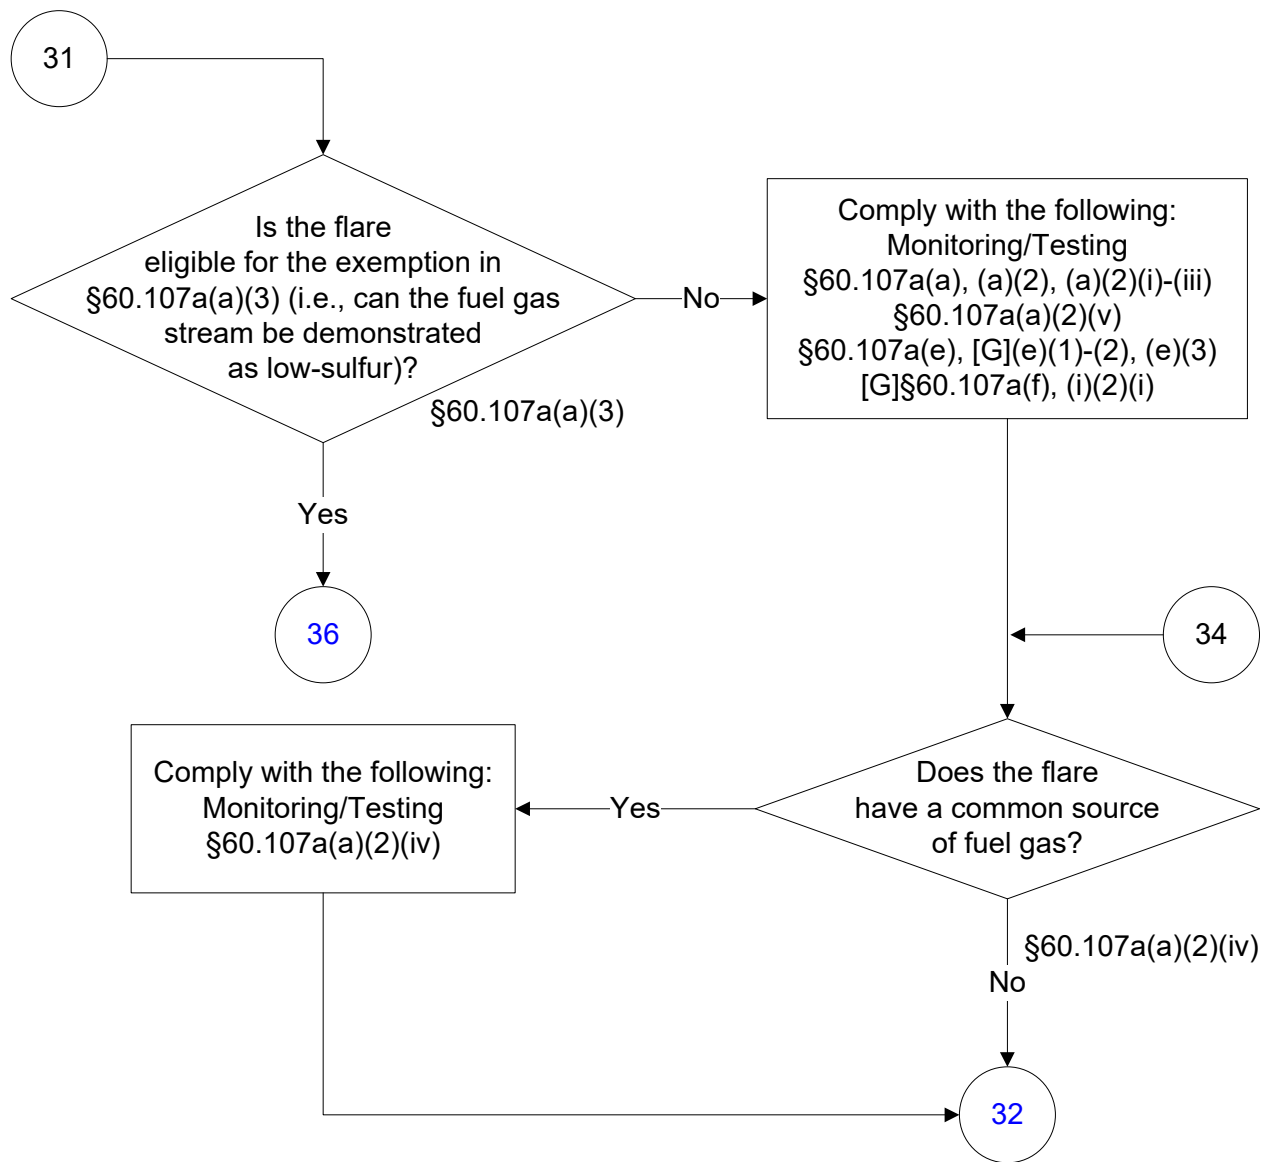 31
Is the flare
eligible for the exemption in
§60.107a(a)(3) (i.e., can the fuel gas
stream be demonstrated
as low-sulfur)?
§60.107a(a)(3)
No
Comply with the following:
Monitoring/Testing
§60.107a(a), (a)(2), (a)(2)(i)-(iii)
§60.107a(a)(2)(v)
§60.107a(e), [G](e)(1)-(2), (e)(3)
[G]§60.107a(f), (i)(2)(i)
Yes
36
34
Does the flare
have a common source
of fuel gas?
§60.107a(a)(2)(iv)
Yes
Comply with the following:
Monitoring/Testing
§60.107a(a)(2)(iv)
No
32